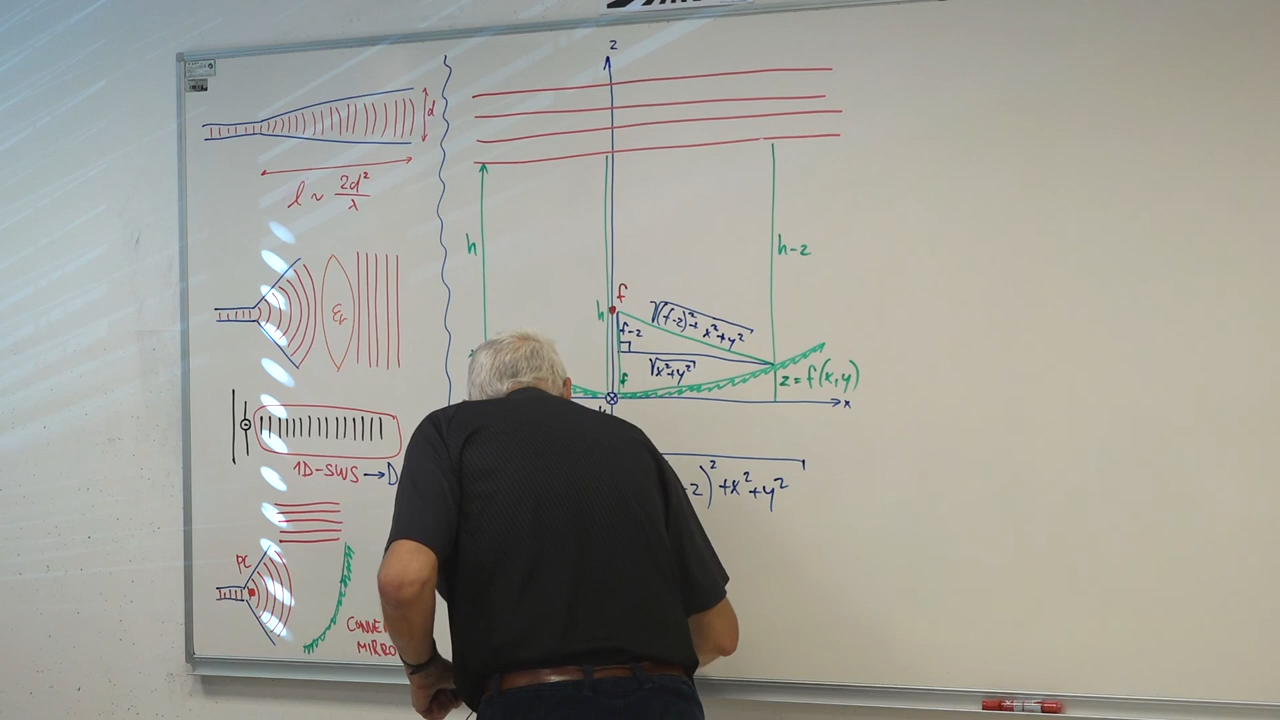 d
l ~ 2d²/λ
εr
1D-SWS → D
PC
z
h
h-z
f
h
√(f-z)²+x²+y²
f-z
√x²+y²
f
z=f(x,y)
x
-z)²+x²+y²